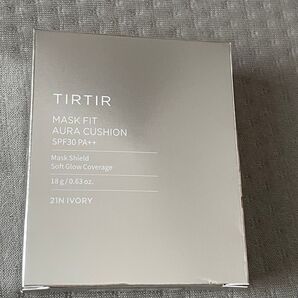 TIRTIR
MASK FIT
AURA CUSHION
SPF30 PA++
Mask Shield
Soft Glow Coverage
18 g / 0.63 oz.
21N IVORY